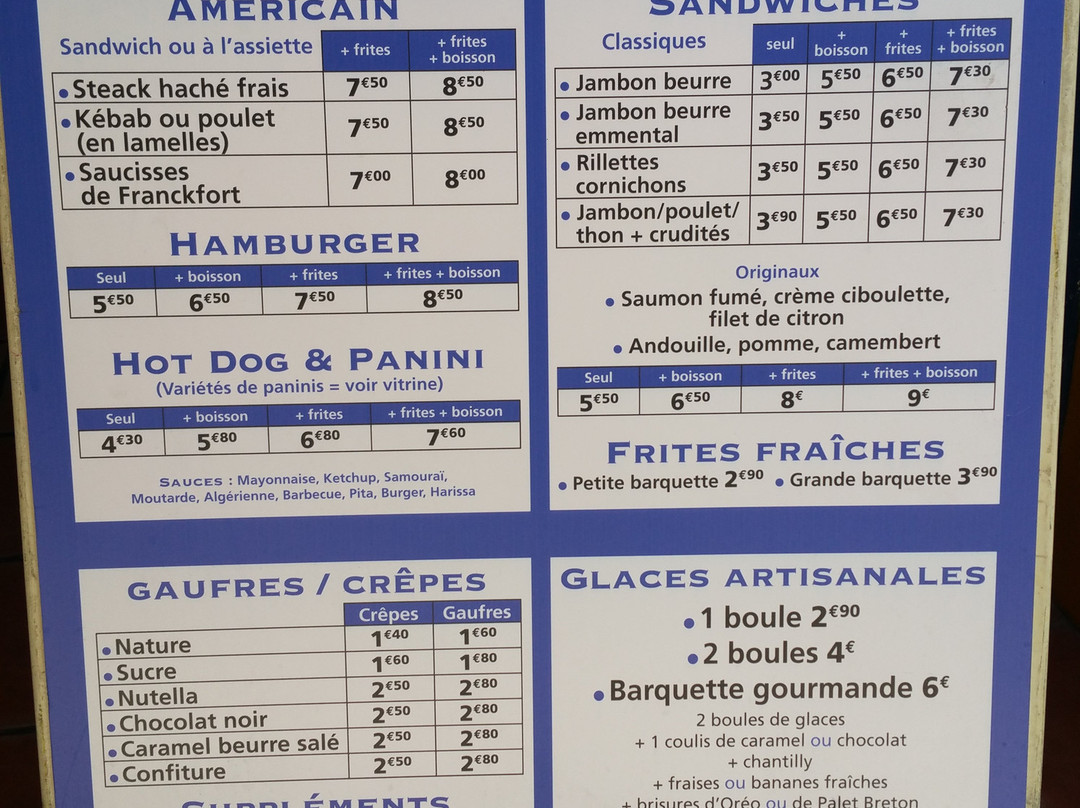 AMÉRICAIN
Sandwich ou à l'assiette + frites + frites + boisson
• Steack haché frais 7€50 8€50
• Kébab ou poulet
(en lamelles) 7€50 8€50
• Saucisses
de Franckfort 7€00 8€00
HAMBURGER
Seul + boisson + frites + frites + boisson
5€50 6€50 7€50 8€50
HOT DOG & PANINI
(Variétés de paninis = voir vitrine)
Seul + boisson + frites + frites + boisson
4€30 5€80 6€80 7€60
SAUCES : Mayonnaise, Ketchup, Samouraï,
Moutarde, Algérienne, Barbecue, Pita, Burger, Harissa
SANDWICHES
Classiques seul + boisson + frites + frites + boisson
• Jambon beurre 3€00 5€50 6€50 7€30
• Jambon beurre
emmental 3€50 5€50 6€50 7€30
• Rillettes
cornichons 3€50 5€50 6€50 7€30
• Jambon/poulet/
thon + crudités 3€90 5€50 6€50 7€30
Originaux
• Saumon fumé, crème ciboulette,
filet de citron
• Andouille, pomme, camembert
Seul + boisson + frites + frites + boisson
5€50 6€50 8€ 9€
FRITES FRAÎCHES
• Petite barquette 2€90 • Grande barquette 3€90
GAUFRES / CRÊPES
Crêpes Gaufres
• Nature 1€40 1€60
• Sucre 1€60 1€80
• Nutella 2€50 2€80
• Chocolat noir 2€50 2€80
• Caramel beurre salé 2€50 2€80
• Confiture 2€50 2€80
SUPPLÉMENTS
GLACES ARTISANALES
• 1 boule 2€90
• 2 boules 4€
• Barquette gourmande 6€
2 boules de glaces
+ 1 coulis de caramel ou chocolat
+ chantilly
+ fraises ou bananes fraîches
+ brisures d'Oréo ou de Palet Breton